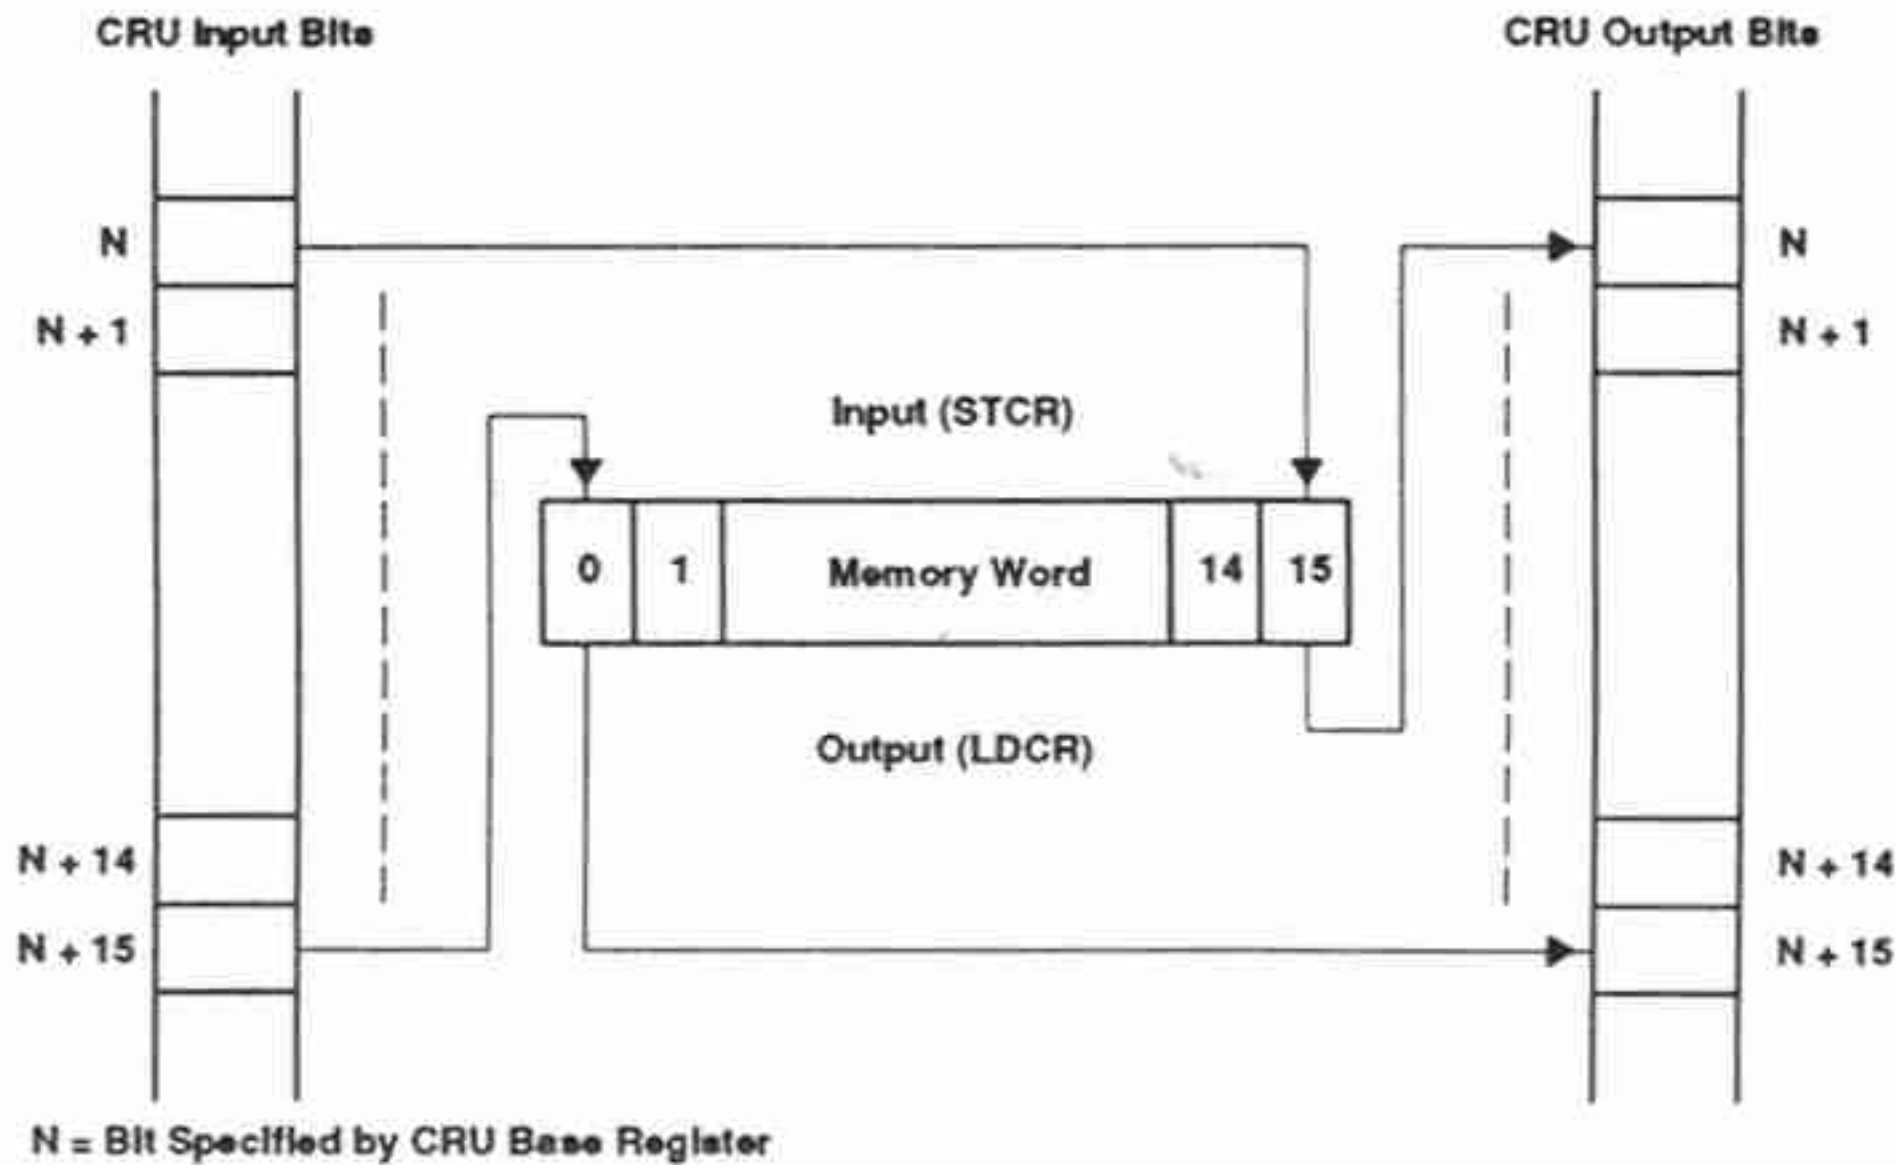 CRU Input Bits
CRU Output Bits
N
N
N + 1
N + 1
Input (STCR)
0 1 Memory Word 14 15
Output (LDCR)
N + 14
N + 14
N + 15
N + 15
N = Bit Specified by CRU Base Register